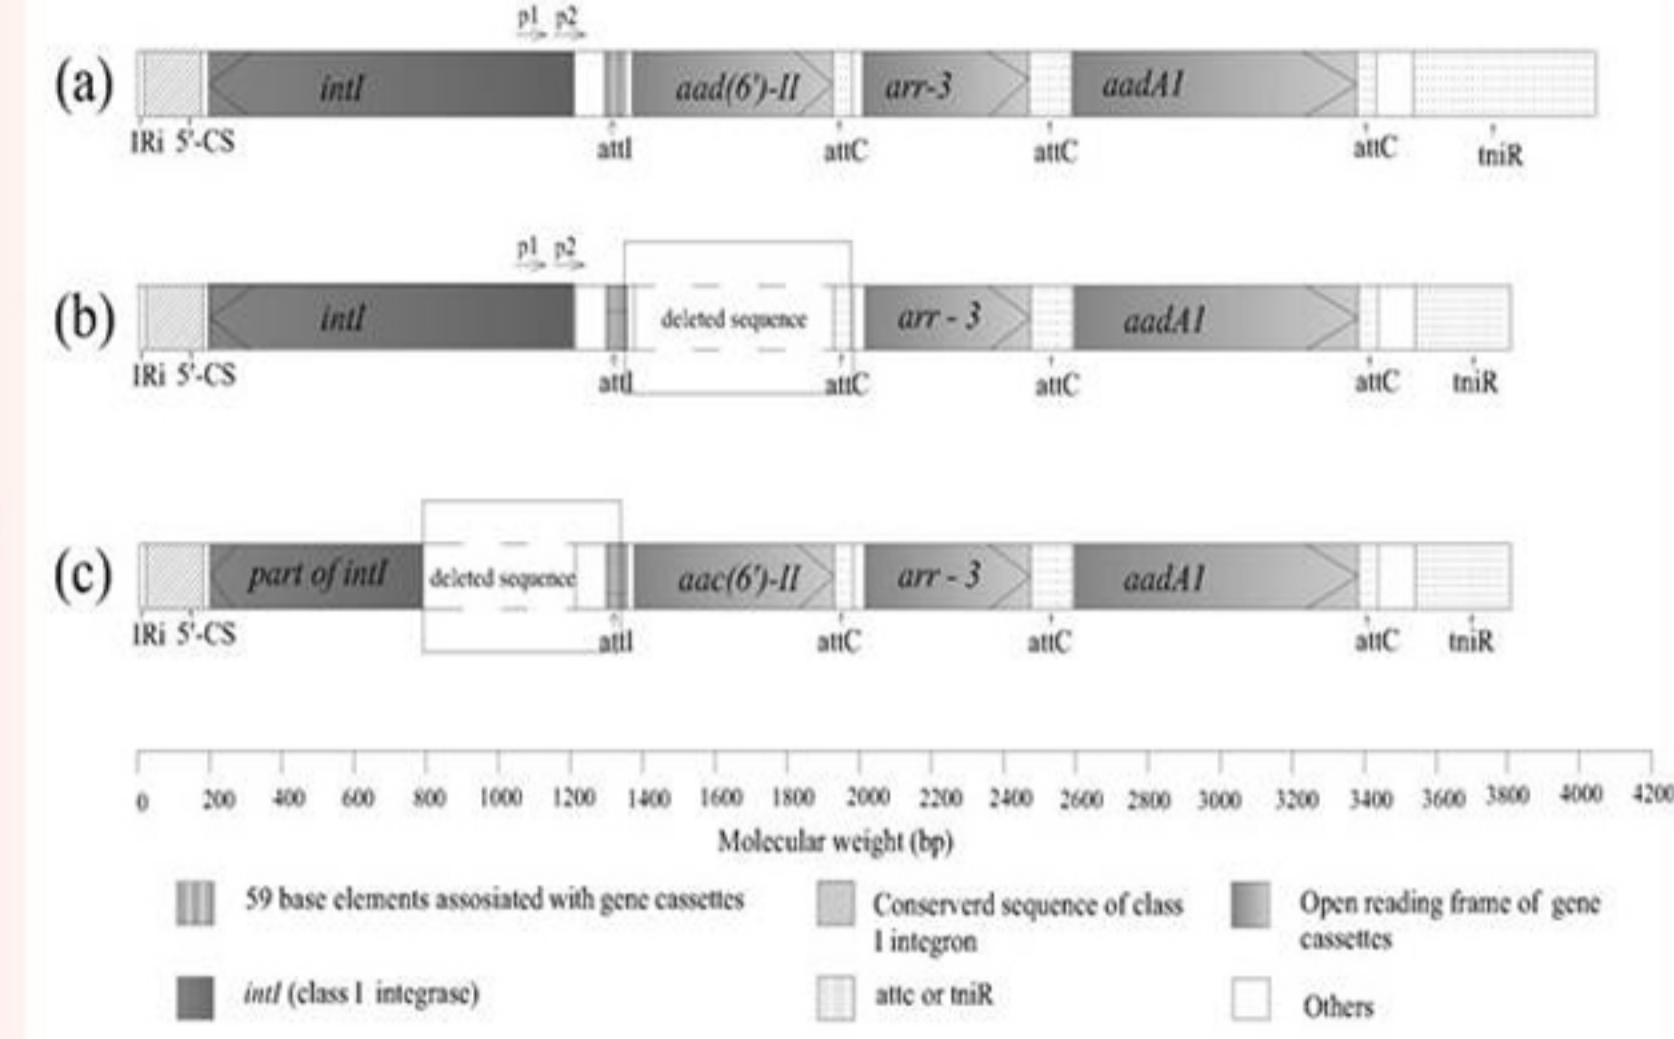 p1 p2
(a) intI aad(6')-II arr-3 aadA1
IRi 5'-CS attI attC attC attC tniR
p1 p2
(b) intI deleted sequence arr - 3 aadA1
IRi 5'-CS attI attC attC attC tniR
(c) part of intI deleted sequence aac(6')-II arr - 3 aadA1
IRi 5'-CS attI attC attC attC tniR
0 200 400 600 800 1000 1200 1400 1600 1800 2000 2200 2400 2600 2800 3000 3200 3400 3600 3800 4000 4200
Molecular weight (bp)
59 base elements assosiated with gene cassettes
Conserverd sequence of class
I integron
Open reading frame of gene
cassettes
intI (class I integrase)
attc or tniR
Others